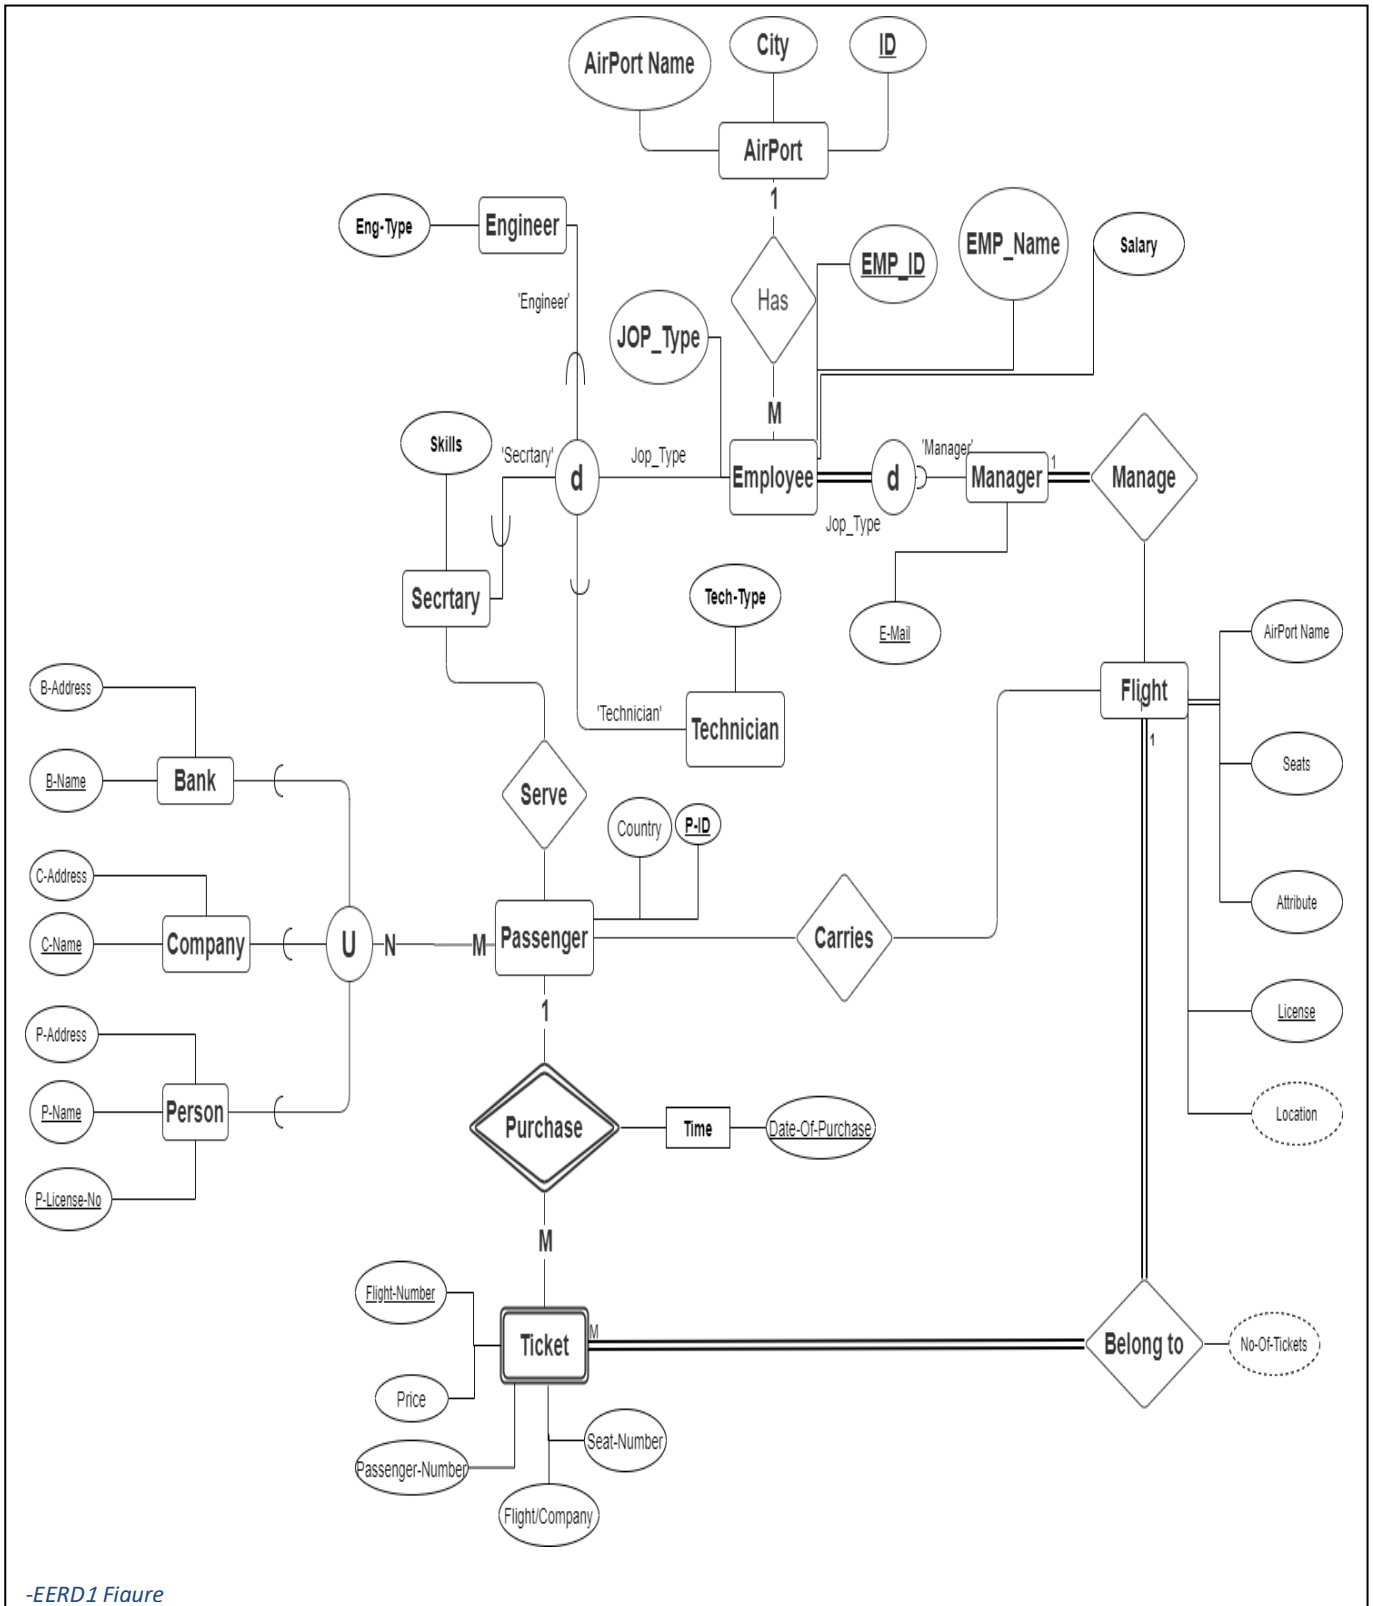 AirPort Name
City
ID
AirPort
1
Eng-Type
Engineer
EMP_ID
EMP_Name
Salary
'Engineer'
Has
JOP_Type
M
Skills
'Secrtary'
d
Jop_Type
Employee
d
'Manager'
Manager
1
Manage
Jop_Type
Secrtary
Tech-Type
E-Mail
AirPort Name
B-Address
Flight
'Technician'
Technician
1
B-Name
Bank
Serve
Seats
Country
P-ID
C-Address
Attribute
C-Name
Company
U
N
M
Passenger
Carries
1
License
P-Address
P-Name
Person
Purchase
Time
Date-Of-Purchase
Location
P-License-No
M
Flight-Number
Ticket
M
Belong to
No-Of-Tickets
Price
Seat-Number
Passenger-Number
Flight/Company
-EERD1 Figure